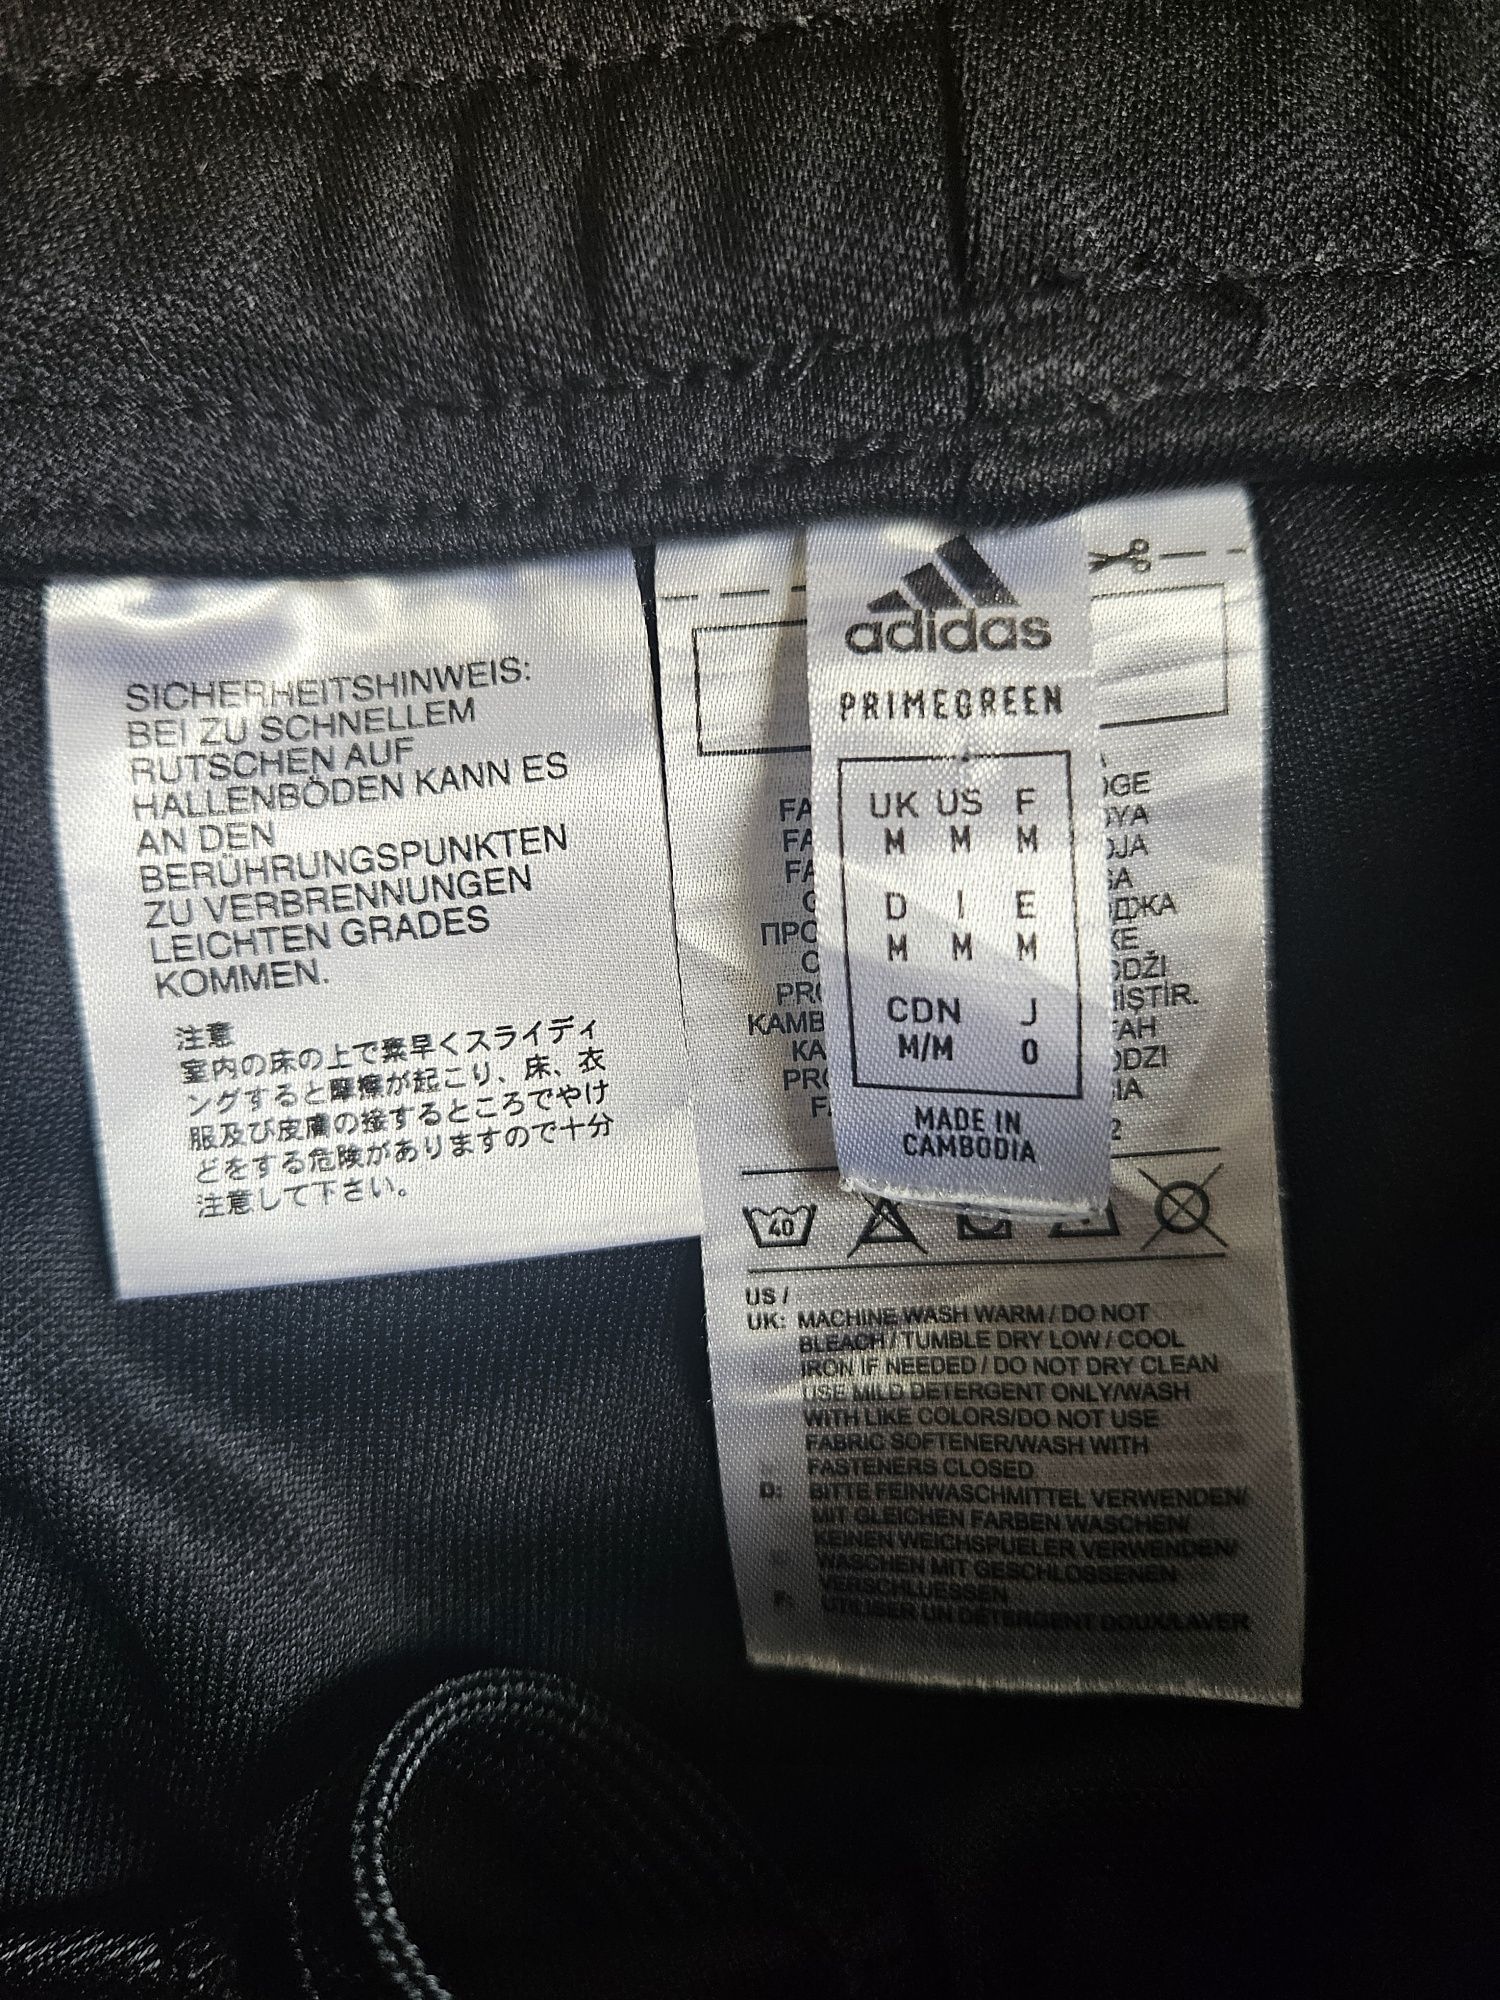 SICHERHEITSHINWEIS:
BEI ZU SCHNELLEM
RUTSCHEN AUF
HALLENBÖDEN KANN ES
AN DEN
BERÜHRUNGSPUNKTEN
ZU VERBRENNUNGEN
LEICHTEN GRADES
KOMMEN.
注意
室内の床の上で素早くスライディ
ングすると摩擦が起こり、床、衣
服及び皮膚の接するところでやけ
どをする危険がありますので十分
注意して下さい。
adidas
PRIMEGREEN
UK US F
M M M
D I E
M M M
CDN J
M/M O
MADE IN
CAMBODIA
40
US /
UK: MACHINE WASH WARM / DO NOT
BLEACH / TUMBLE DRY LOW / COOL
IRON IF NEEDED / DO NOT DRY CLEAN
USE MILD DETERGENT ONLY/WASH
WITH LIKE COLORS/DO NOT USE
FABRIC SOFTENER/WASH WITH
FASTENERS CLOSED
D: BITTE FEINWASCHMITTEL VERWENDEN/
MIT GLEICHEN FARBEN WASCHEN/
KEINEN WEICHSPUELER VERWENDEN/
WASCHEN MIT GESCHLOSSENEN
VERSCHLUESSEN
F: UTILISER UN DETERGENT DOUX/LAVER